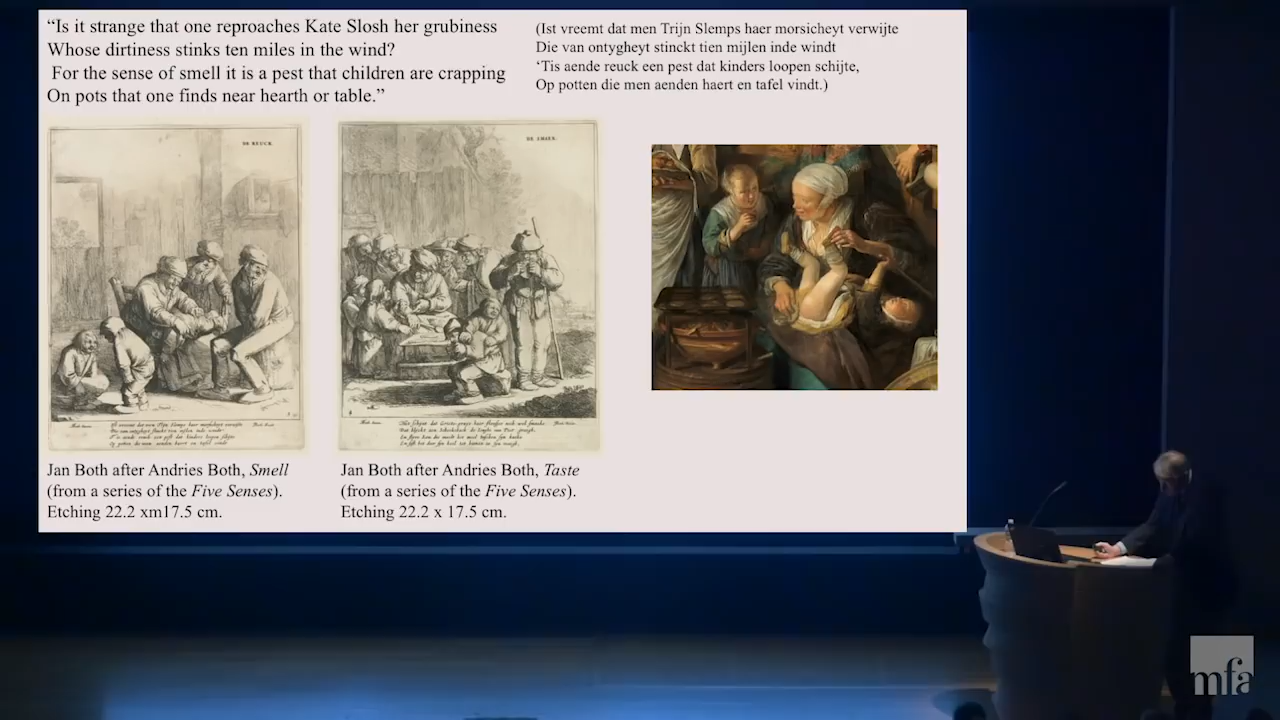 “Is it strange that one reproaches Kate Slosh her grubiness
Whose dirtiness stinks ten miles in the wind?
For the sense of smell it is a pest that children are crapping
On pots that one finds near hearth or table.”
(Ist vreemt dat men Trijn Slemps haer morsicheyt verwijte
Die van ontygheyt stinckt tien mijlen inde windt
‘Tis aende reuck een pest dat kinders loopen schijte,
Op potten die men aenden haert en tafel vindt.)
DE REUCK.
DE SMAEK.
Jan Both after Andries Both, Smell
(from a series of the Five Senses).
Etching 22.2 xm17.5 cm.
Jan Both after Andries Both, Taste
(from a series of the Five Senses).
Etching 22.2 x 17.5 cm.
mfa